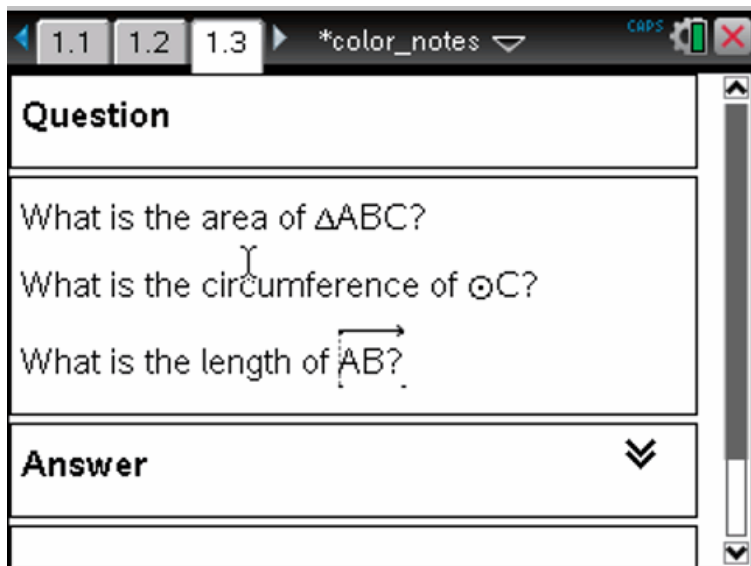 1.1 1.2 1.3 *color_notes CAPS
Question
What is the area of ΔABC?
What is the circumference of ⊙C?
What is the length of AB?
Answer